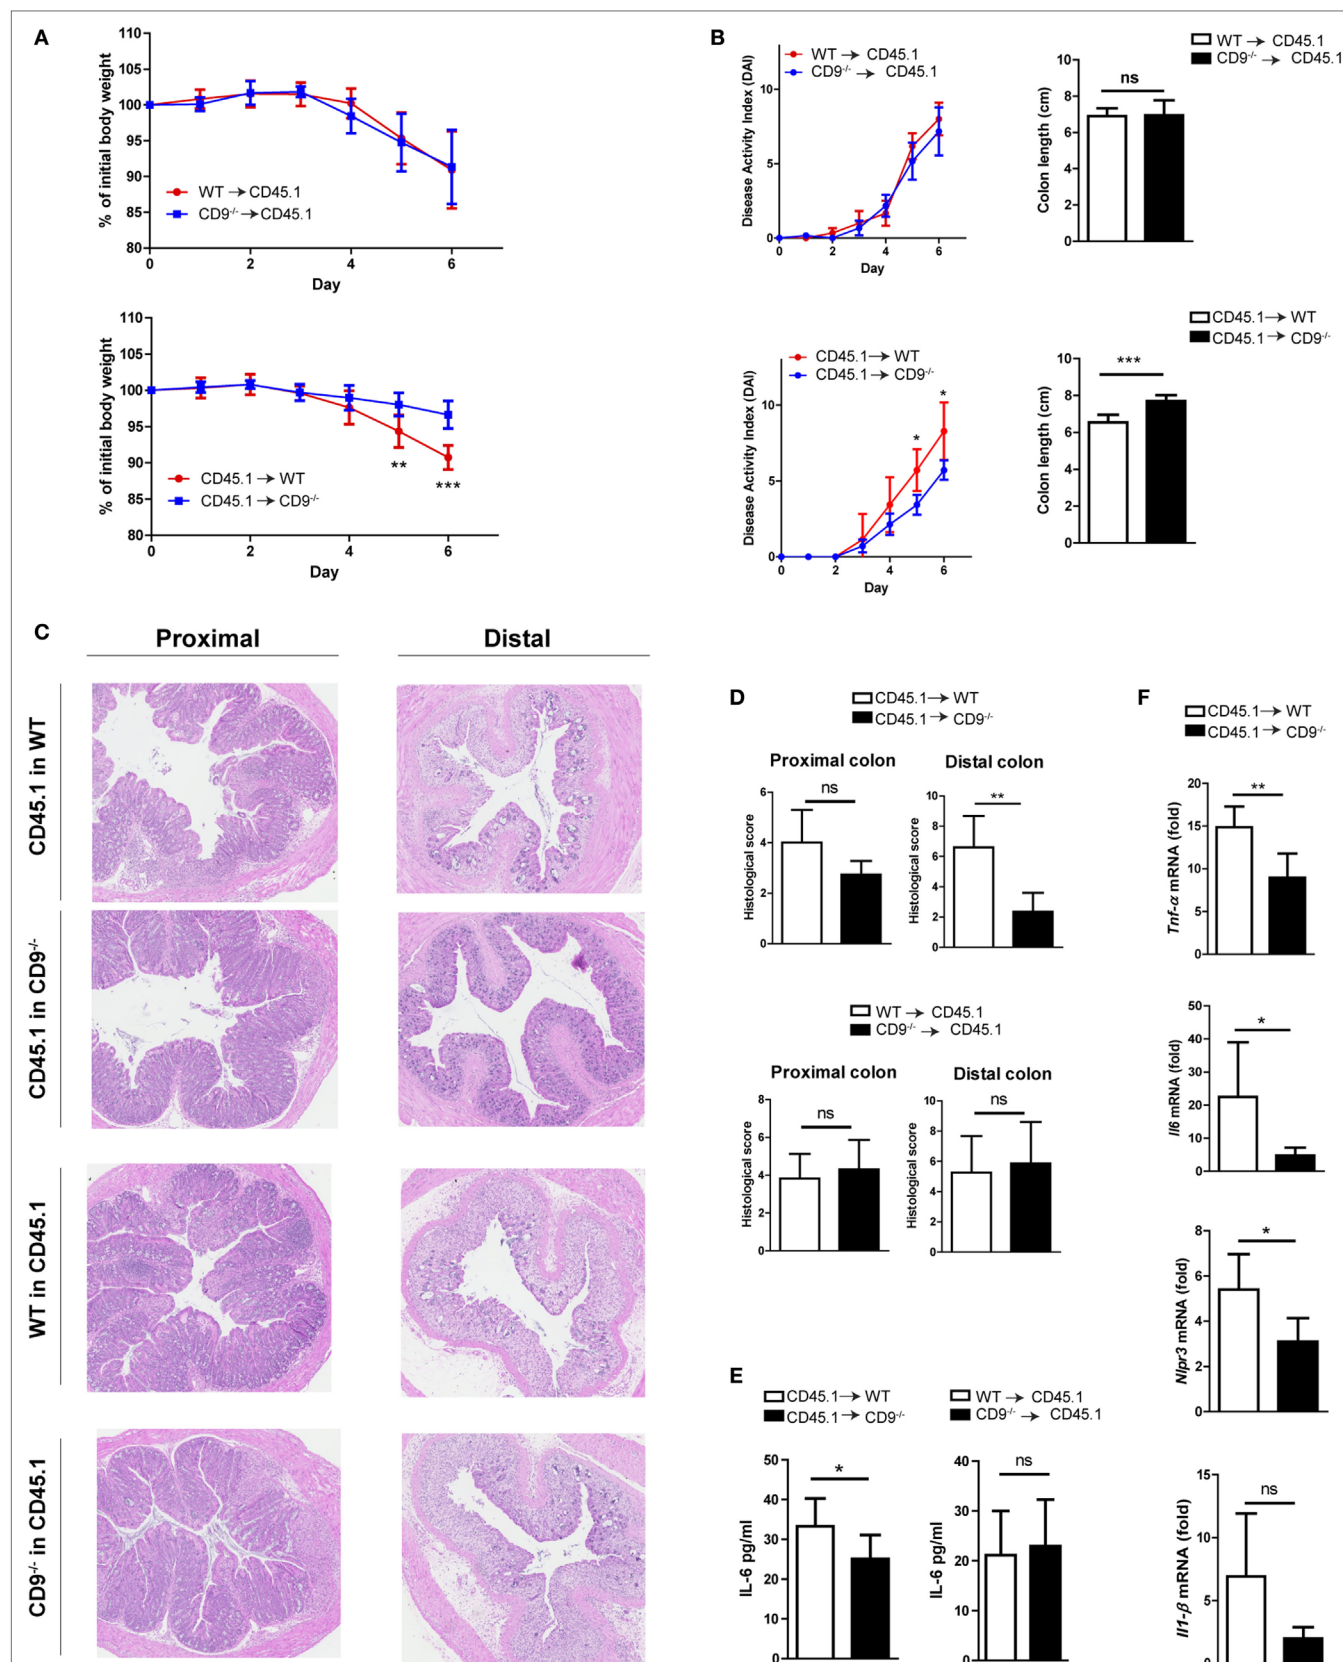 A
110
105
100
95
90
85
80
% of initial body weight
WT → CD45.1
CD9-/- → CD45.1
0 2 4 6
Day
110
105
100
95
90
85
80
% of initial body weight
**
***
CD45.1 → WT
CD45.1 → CD9-/-
0 2 4 6
Day
B
WT → CD45.1
CD9-/- → CD45.1
Disease Activity Index (DAI)
10
5
0
0 2 4 6
Day
WT → CD45.1
CD9-/- → CD45.1
Colon length (cm)
10
8
6
4
2
0
ns
CD45.1 → WT
CD45.1 → CD9-/-
Disease Activity Index (DAI)
10
5
0
* *
0 2 4 6
Day
CD45.1 → WT
CD45.1 → CD9-/-
Colon length (cm)
10
8
6
4
2
0
***
C
Proximal Distal
CD45.1 in WT
CD45.1 in CD9-/-
WT in CD45.1
CD9-/- in CD45.1
D
CD45.1 → WT
CD45.1 → CD9-/-
Proximal colon
Histological score
6
4
2
0
ns
Distal colon
Histological score
10
8
6
4
2
0
**
WT → CD45.1
CD9-/- → CD45.1
Proximal colon
Histological score
8
6
4
2
0
ns
Distal colon
Histological score
10
8
6
4
2
0
ns
E
CD45.1 → WT
CD45.1 → CD9-/-
IL-6 pg/ml
50
40
30
20
10
0
*
WT → CD45.1
CD9-/- → CD45.1
IL-6 pg/ml
40
30
20
10
0
ns
F
CD45.1 → WT
CD45.1 → CD9-/-
Tnf-α mRNA (fold)
20
15
10
5
0
**
Il6 mRNA (fold)
50
40
30
20
10
0
*
Nlpr3 mRNA (fold)
8
6
4
2
0
*
Il1-β mRNA (fold)
15
10
5
0
ns